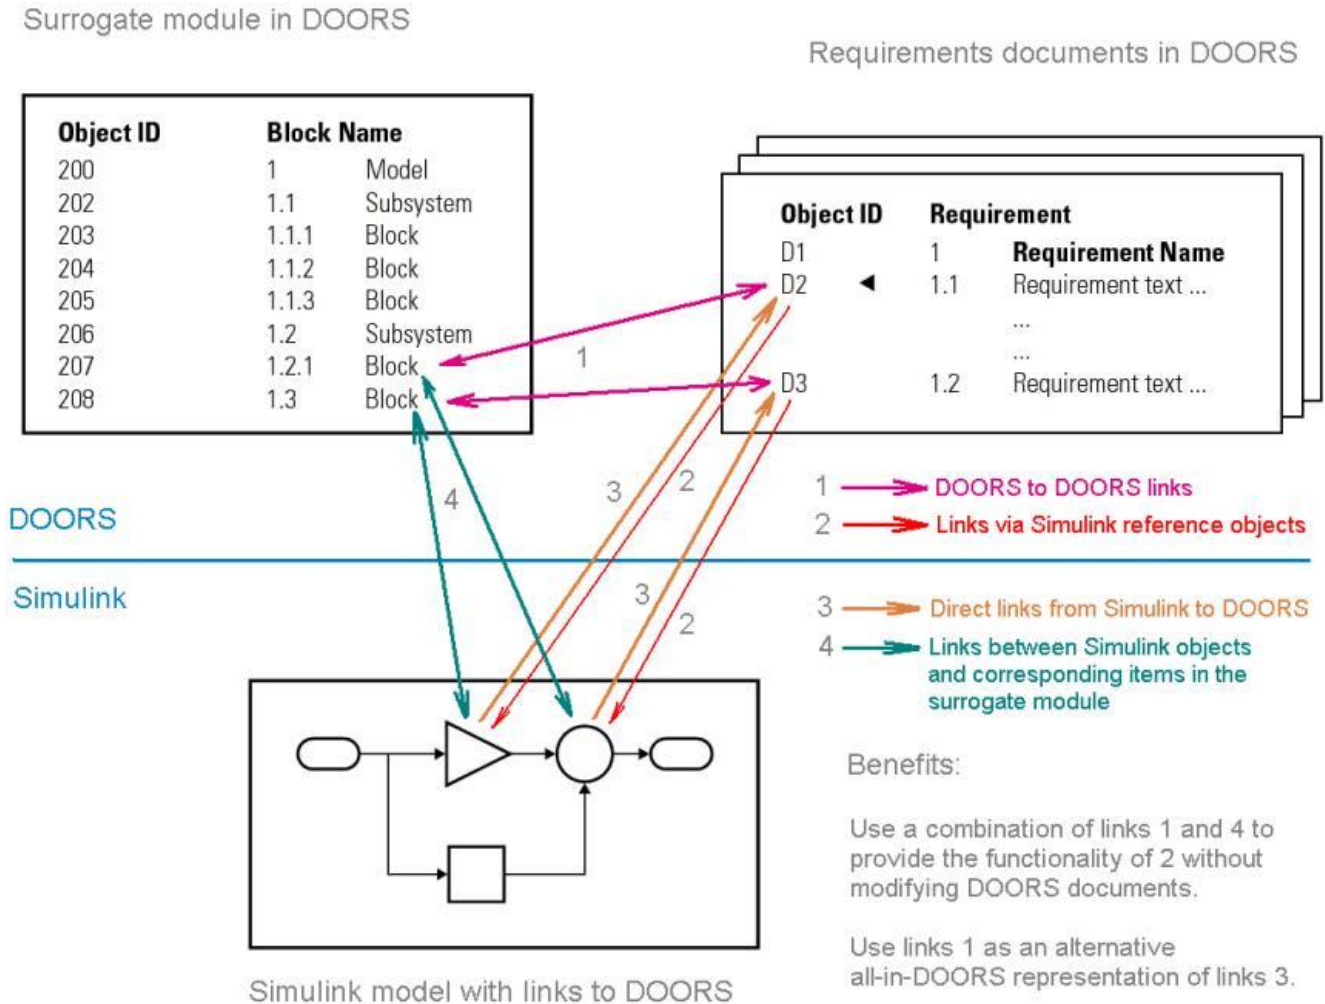 Surrogate module in DOORS
Requirements documents in DOORS
Object ID Block Name
200 1 Model
202 1.1 Subsystem
203 1.1.1 Block
204 1.1.2 Block
205 1.1.3 Block
206 1.2 Subsystem
207 1.2.1 Block
208 1.3 Block
Object ID Requirement
D1 1 Requirement Name
D2 ◄ 1.1 Requirement text ...
...
...
D3 1.2 Requirement text ...
1
4
3
2
3
2
DOORS
Simulink
1 DOORS to DOORS links
2 Links via Simulink reference objects
3 Direct links from Simulink to DOORS
4 Links between Simulink objects
and corresponding items in the
surrogate module
Benefits:
Use a combination of links 1 and 4 to
provide the functionality of 2 without
modifying DOORS documents.
Use links 1 as an alternative
all-in-DOORS representation of links 3.
Simulink model with links to DOORS